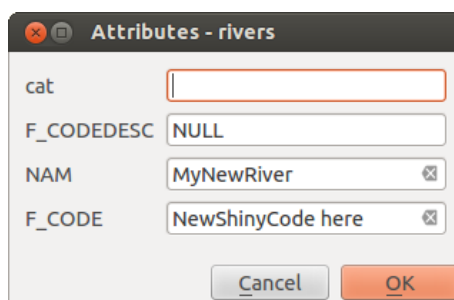 Attributes - rivers
cat
F_CODEDESC NULL
NAM MyNewRiver
F_CODE NewShinyCode here
Cancel OK